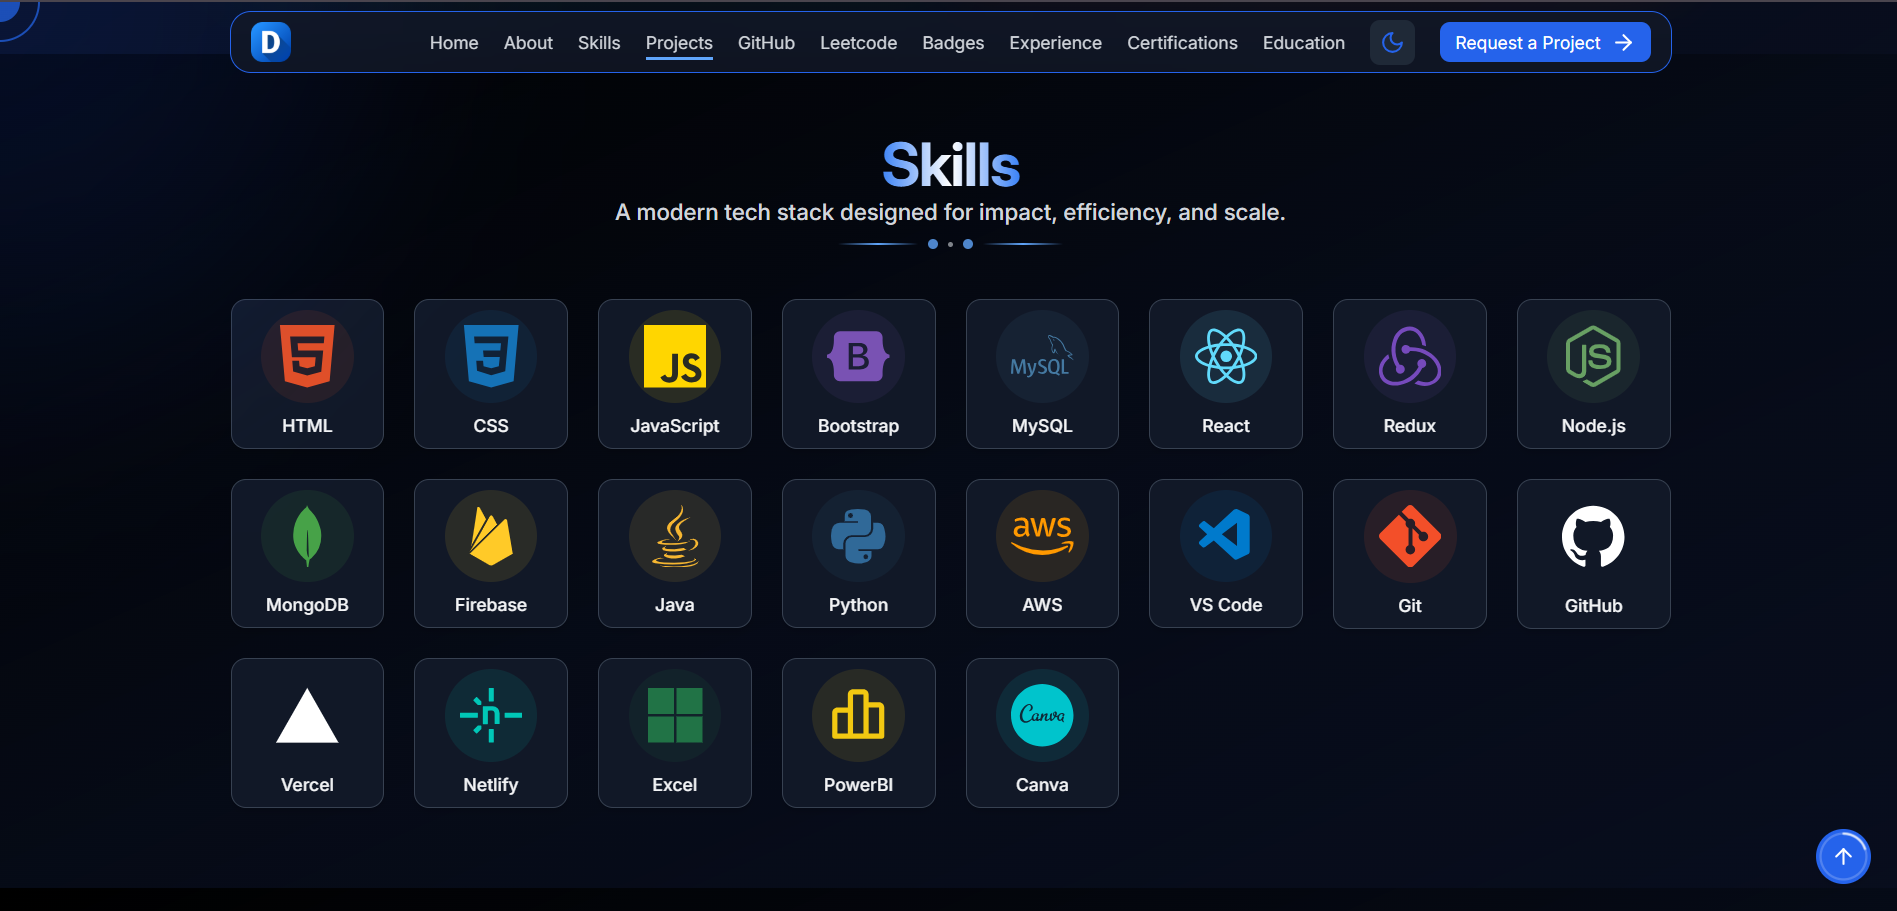 D Home About Skills Projects GitHub Leetcode Badges Experience Certifications Education Request a Project
Skills
A modern tech stack designed for impact, efficiency, and scale.
JS B MySQL JS
HTML CSS JavaScript Bootstrap MySQL React Redux Node.js
aws
MongoDB Firebase Java Python AWS VS Code Git GitHub
n Canva
Vercel Netlify Excel PowerBI Canva